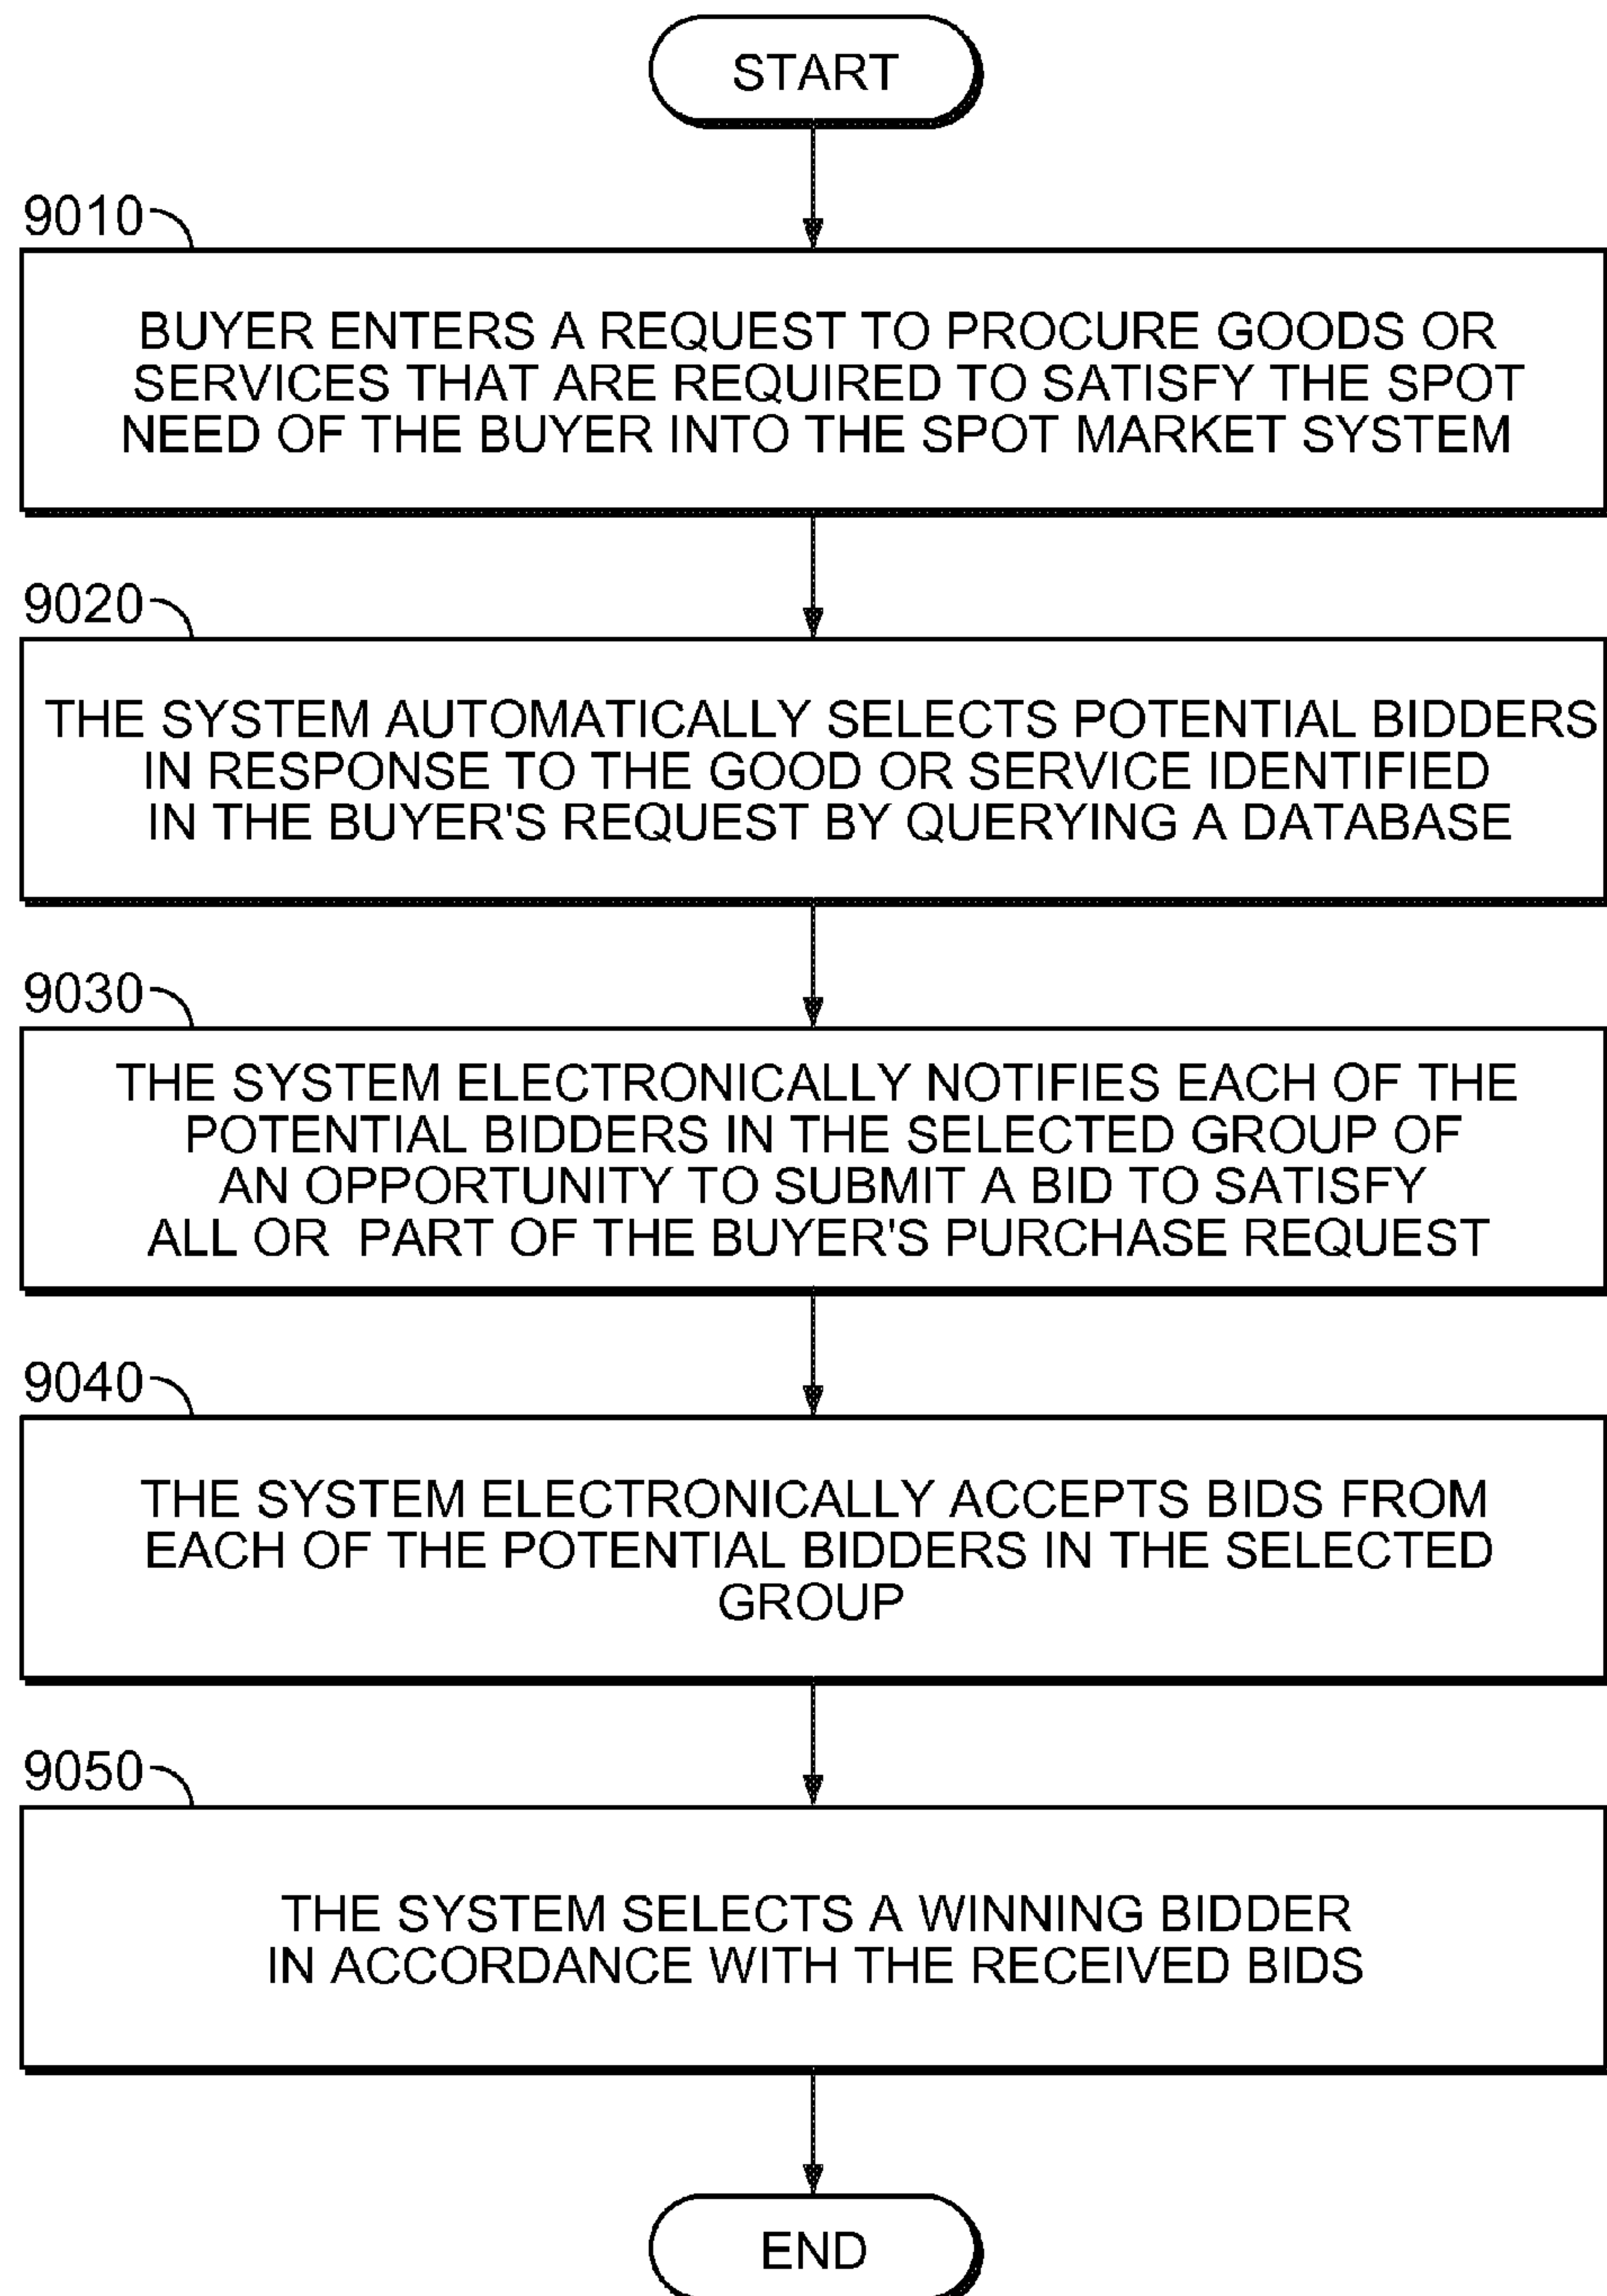 START
9010
BUYER ENTERS A REQUEST TO PROCURE GOODS OR
SERVICES THAT ARE REQUIRED TO SATISFY THE SPOT
NEED OF THE BUYER INTO THE SPOT MARKET SYSTEM
9020
THE SYSTEM AUTOMATICALLY SELECTS POTENTIAL BIDDERS
IN RESPONSE TO THE GOOD OR SERVICE IDENTIFIED
IN THE BUYER'S REQUEST BY QUERYING A DATABASE
9030
THE SYSTEM ELECTRONICALLY NOTIFIES EACH OF THE
POTENTIAL BIDDERS IN THE SELECTED GROUP OF
AN OPPORTUNITY TO SUBMIT A BID TO SATISFY
ALL OR PART OF THE BUYER'S PURCHASE REQUEST
9040
THE SYSTEM ELECTRONICALLY ACCEPTS BIDS FROM
EACH OF THE POTENTIAL BIDDERS IN THE SELECTED
GROUP
9050
THE SYSTEM SELECTS A WINNING BIDDER
IN ACCORDANCE WITH THE RECEIVED BIDS
END